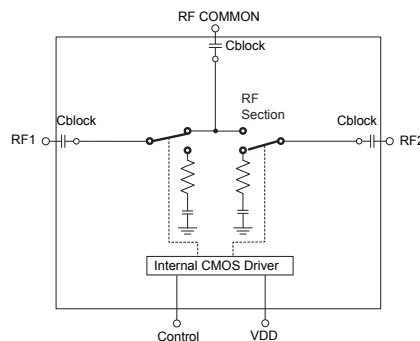 RF COMMON
Cblock
RF
Section
Cblock
Cblock
RF1
RF2
Internal CMOS Driver
Control
VDD